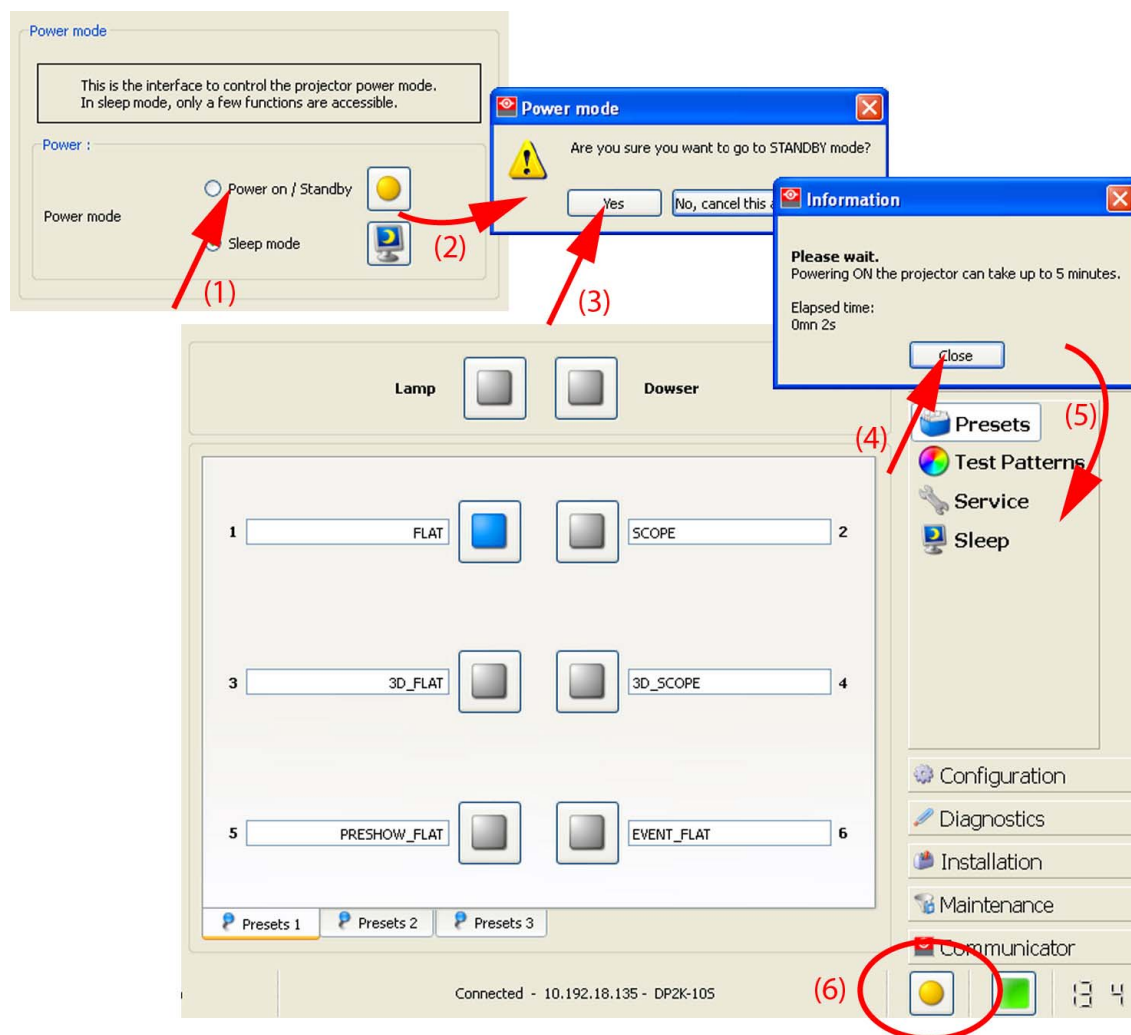 Power mode
This is the interface to control the projector power mode.
In sleep mode, only a few functions are accessible.
Power :
Power mode
Power on / Standby
Sleep mode
(1)
(2)
Power mode
Are you sure you want to go to STANDBY mode?
Yes
No, cancel this
(3)
Information
Please wait.
Powering ON the projector can take up to 5 minutes.
Elapsed time:
0mn 2s
Close
(4)
(5)
Lamp
Dowser
1 FLAT
SCOPE 2
3 3D_FLAT
3D_SCOPE 4
5 PRESHOW_FLAT
EVENT_FLAT 6
Presets 1
Presets 2
Presets 3
Presets
Test Patterns
Service
Sleep
Configuration
Diagnostics
Installation
Maintenance
Communicator
Connected - 10.192.18.135 - DP2K-10S
(6)
13 4